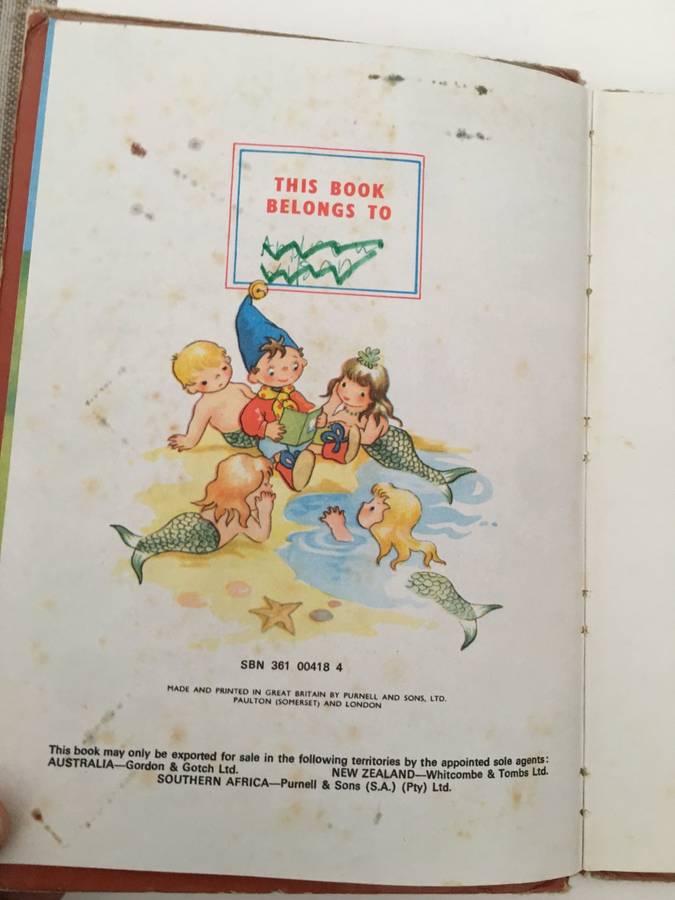 THIS BOOK
BELONGS TO
SBN 361 00418 4
MADE AND PRINTED IN GREAT BRITAIN BY PURNELL AND SONS, LTD.
PAULTON (SOMERSET) AND LONDON
This book may only be exported for sale in the following territories by the appointed sole agents:
AUSTRALIA—Gordon & Gotch Ltd. NEW ZEALAND—Whitcombe & Tombs Ltd.
SOUTHERN AFRICA—Purnell & Sons (S.A.) (Pty) Ltd.